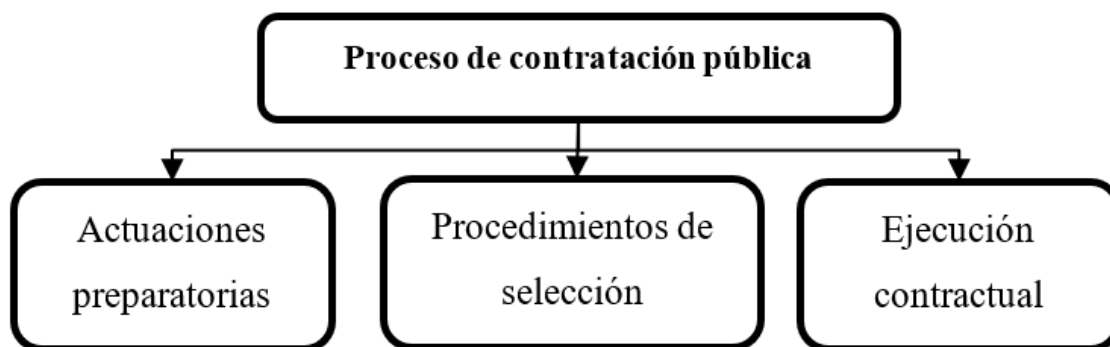 Proceso de contratación pública
Actuaciones
preparatorias
Procedimientos de
selección
Ejecución
contractual